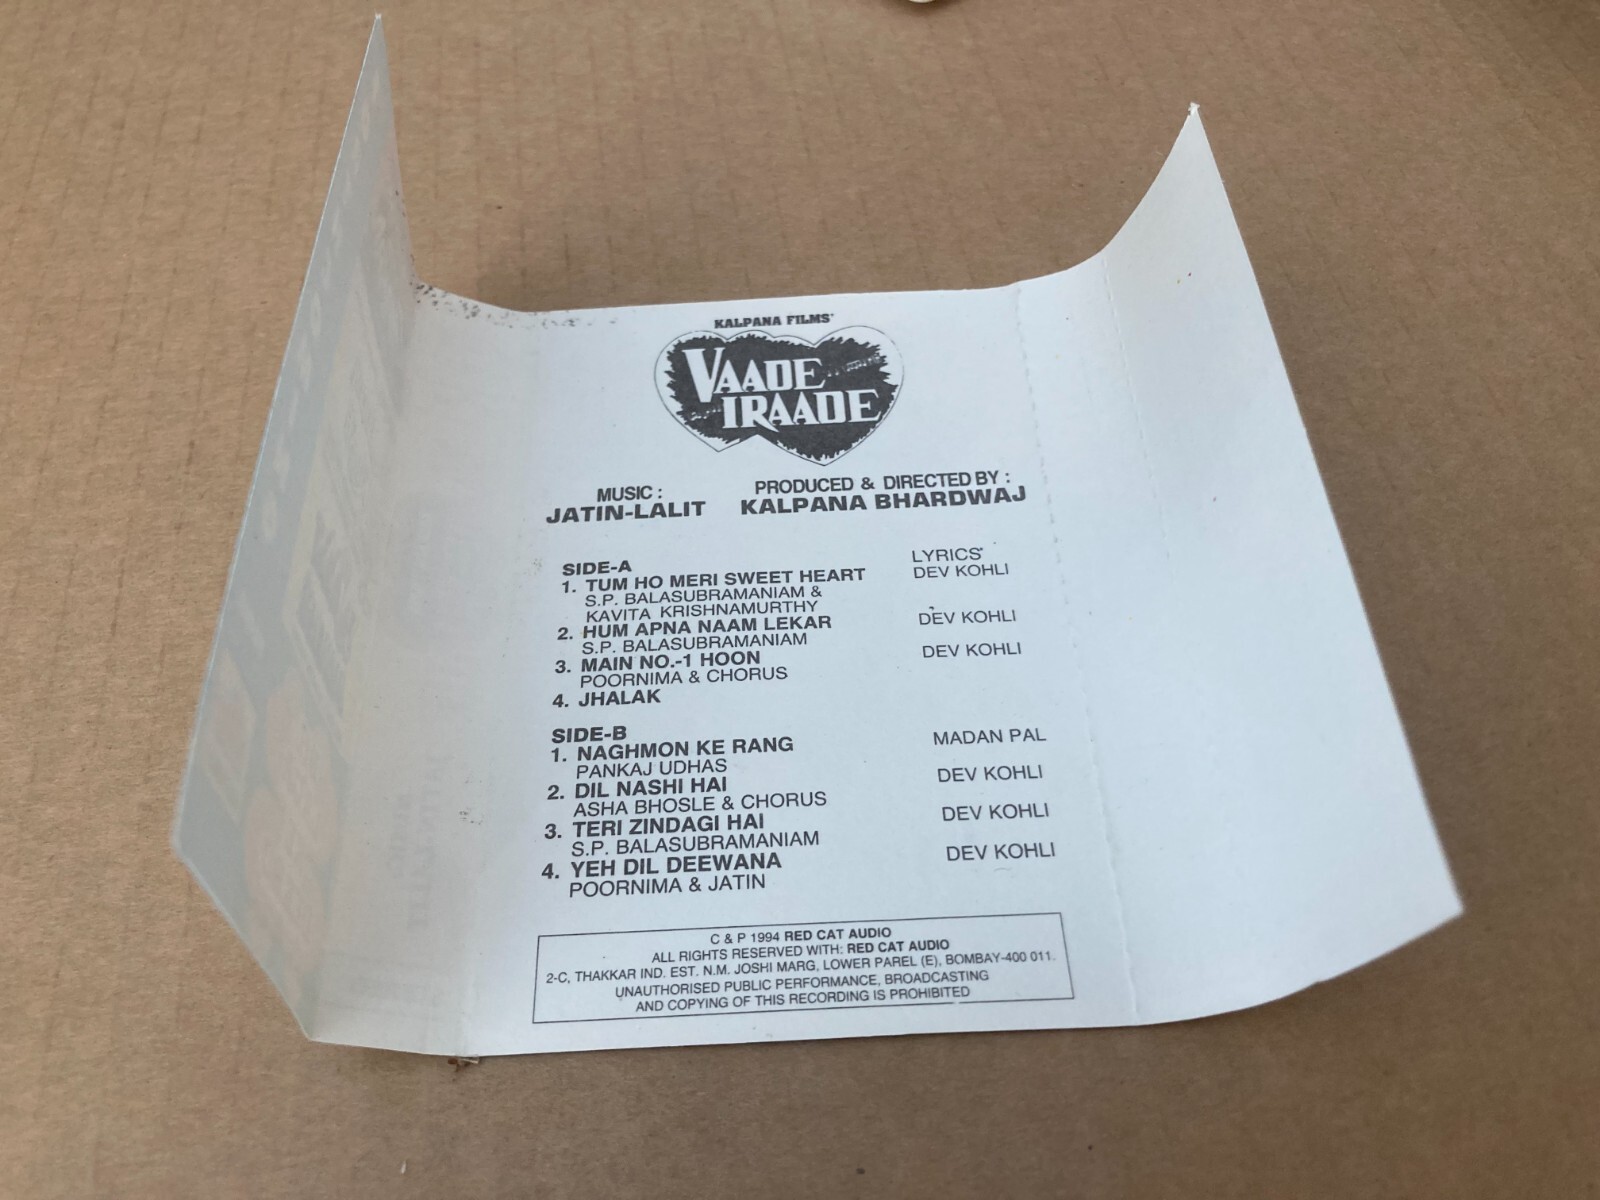 KALPANA FILMS'
VAADE
IRAADE
MUSIC :
JATIN-LALIT
PRODUCED & DIRECTED BY :
KALPANA BHARDWAJ
LYRICS
SIDE-A
1. TUM HO MERI SWEET HEART DEV KOHLI
S.P. BALASUBRAMANIAM &
KAVITA KRISHNAMURTHY
2. HUM APNA NAAM LEKAR DEV KOHLI
S.P. BALASUBRAMANIAM
3. MAIN NO.-1 HOON DEV KOHLI
POORNIMA & CHORUS
4. JHALAK
SIDE-B
1. NAGHMON KE RANG MADAN PAL
PANKAJ UDHAS
2. DIL NASHI HAI DEV KOHLI
ASHA BHOSLE & CHORUS
3. TERI ZINDAGI HAI DEV KOHLI
S.P. BALASUBRAMANIAM
4. YEH DIL DEEWANA DEV KOHLI
POORNIMA & JATIN
C & P 1994 RED CAT AUDIO
ALL RIGHTS RESERVED WITH: RED CAT AUDIO
2-C, THAKKAR IND. EST. N.M. JOSHI MARG, LOWER PAREL (E), BOMBAY-400 011.
UNAUTHORISED PUBLIC PERFORMANCE, BROADCASTING
AND COPYING OF THIS RECORDING IS PROHIBITED